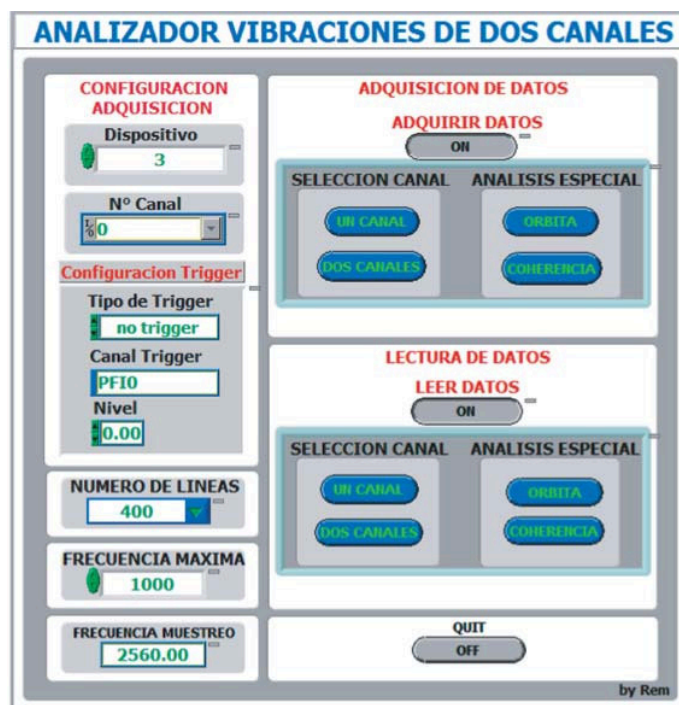 ANALIZADOR VIBRACIONES DE DOS CANALES
CONFIGURACION
ADQUISICION
Dispositivo
3
Nº Canal
I/0 0
Configuracion Trigger
Tipo de Trigger
no trigger
Canal Trigger
PFI0
Nivel
0.00
NUMERO DE LINEAS
400
FRECUENCIA MAXIMA
1000
FRECUENCIA MUESTREO
2560.00
ADQUISICION DE DATOS
ADQUIRIR DATOS
ON
SELECCION CANAL
ANALISIS ESPECIAL
UN CANAL
ORBITA
DOS CANALES
COHERENCIA
LECTURA DE DATOS
LEER DATOS
ON
SELECCION CANAL
ANALISIS ESPECIAL
UN CANAL
ORBITA
DOS CANALES
COHERENCIA
QUIT
OFF
by Rem